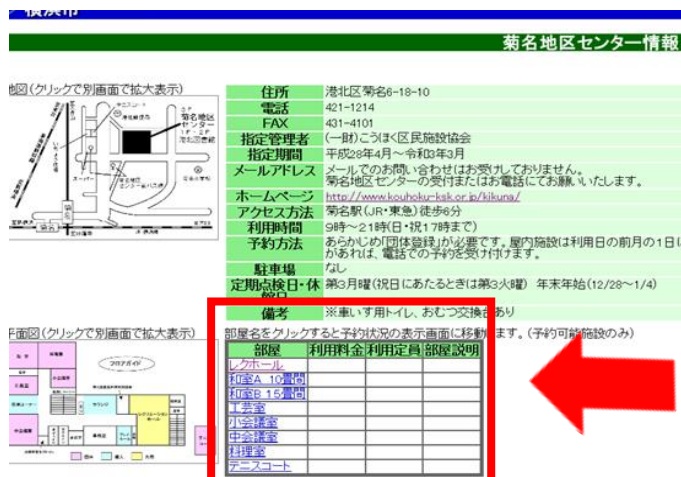 横浜市
菊名地区センター情報
地図(クリックで別画面で拡大表示)
住所 港北区菊名6-18-10
電話 421-1214
FAX 431-4101
指定管理者 (一財)こうほく区民施設協会
指定期間 平成28年4月～令和3年3月
メールアドレス メールでのお問い合わせはお受けしておりません。
菊名地区センターの受付またはお電話にてお願いいたします。
ホームページ http://www.kouhoku-ksk.or.jp/kikuna/
アクセス方法 菊名駅(JR・東急)徒歩6分
利用時間 9時～21時(日・祝17時まで)
予約方法 あらかじめ「団体登録」が必要です。屋内施設は利用日の前月の1日に
があれば、電話での予約を受け付けます。
駐車場 なし
定期点検日・休館日 第3月曜(祝日にあたるときは第3火曜) 年末年始(12/28～1/4)
備考 ※車いす用トイレ、おむつ交換台あり
平面図(クリックで別画面で拡大表示)
部屋名をクリックすると予約状況の表示画面に移動します。(予約可能施設のみ)
部屋 利用料金 利用定員 部屋説明
レクホール
和室A 10畳間
和室B 15畳間
工芸室
小会議室
中会議室
料理室
テニスコート
菊名地区
センター
フロアガイド